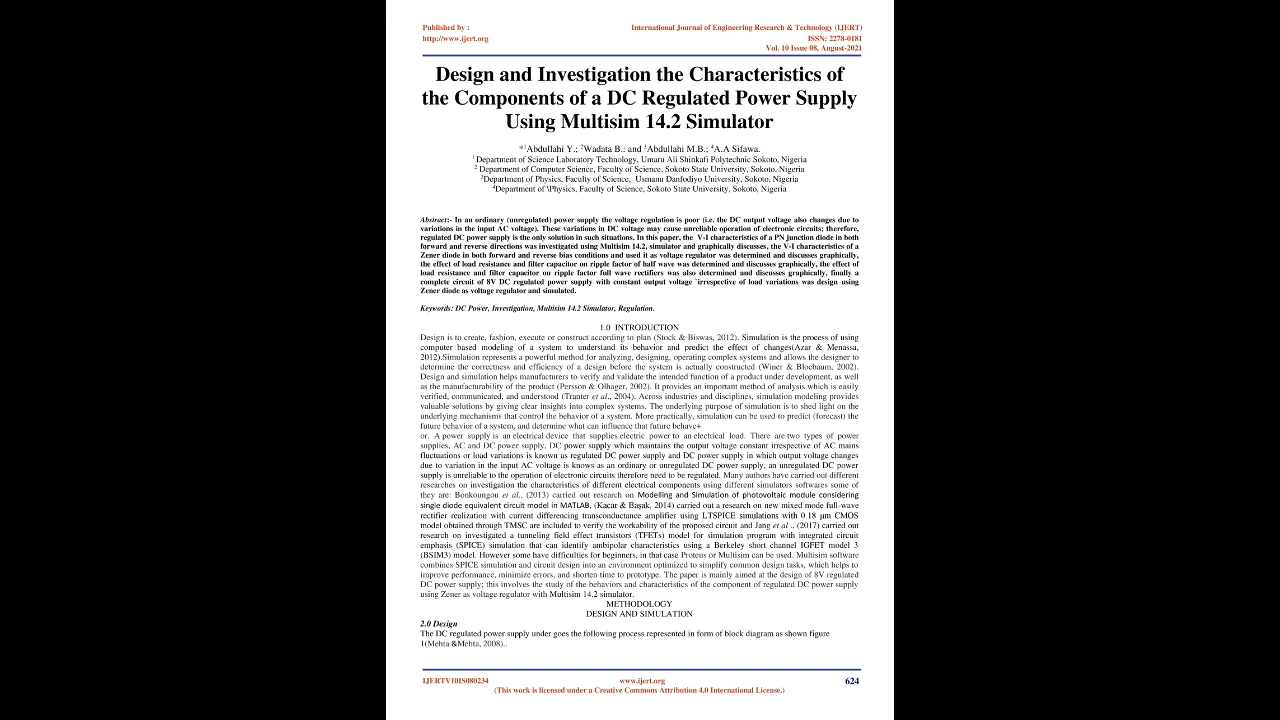 Published by :
http://www.ijert.org
International Journal of Engineering Research & Technology (IJERT)
ISSN: 2278-0181
Vol. 10 Issue 08, August-2021
Design and Investigation the Characteristics of
the Components of a DC Regulated Power Supply
Using Multisim 14.2 Simulator
*1Abdullahi Y.; 2Wadata B.: and 3Abdullahi M.B.; 4A.A Sifawa.
1 Department of Science Laboratory Technology, Umaru Ali Shinkafi Polytechnic Sokoto, Nigeria
2 Department of Computer Science, Faculty of Science, Sokoto State University, Sokoto, Nigeria
3Department of Physics, Faculty of Science, Usmanu Danfodiyo University, Sokoto, Nigeria
4Department of \Physics, Faculty of Science, Sokoto State University, Sokoto, Nigeria
Abstract:- In an ordinary (unregulated) power supply the voltage regulation is poor (i.e. the DC output voltage also changes due to
variations in the input AC voltage). These variations in DC voltage may cause unreliable operation of electronic circuits; therefore,
regulated DC power supply is the only solution in such situations. In this paper, the V-I characteristics of a PN junction diode in both
forward and reverse directions was investigated using Multisim 14.2, simulator and graphically discusses, the V-I characteristics of a
Zener diode in both forward and reverse bias conditions and used it as voltage regulator was determined and discusses graphically,
the effect of load resistance and filter capacitor on ripple factor of half wave was determined and discusses graphically, the effect of
load resistance and filter capacitor on ripple factor full wave rectifiers was also determined and discusses graphically, finally a
complete circuit of 8V DC regulated power supply with constant output voltage `irrespective of load variations was design using
Zener diode as voltage regulator and simulated.
Keywords: DC Power, Investigation, Multisim 14.2 Simulator, Regulation.
1.0 INTRODUCTION
Design is to create, fashion, execute or construct according to plan (Stock & Biswas, 2012). Simulation is the process of using
computer based modeling of a system to understand its behavior and predict the effect of changes(Azar & Menassa,
2012).Simulation represents a powerful method for analyzing, designing, operating complex systems and allows the designer to
determine the correctness and efficiency of a design before the system is actually constructed (Winer & Blocbaum, 2002).
Design and simulation helps manufacturers to verify and validate the intended function of a product under development, as well
as the manufacturability of the product (Persson & Olhager, 2002). It provides an important method of analysis which is easily
verified, communicated, and understood (Tranter et al., 2004). Across industries and disciplines, simulation modeling provides
valuable solutions by giving clear insights into complex systems. The underlying purpose of simulation is to shed light on the
underlying mechanisms that control the behavior of a system. More practically, simulation can be used to predict (forecast) the
future behavior of a system, and determine what can influence that future behave+
or. A power supply is an electrical device that supplies electric power to an electrical load. There are two types of power
supplies, AC and DC power supply, DC power supply which maintains the output voltage constant irrespective of AC mains
fluctuations or load variations is known as regulated DC power supply and DC power supply in which output voltage changes
due to variation in the input AC voltage is knows as an ordinary or unregulated DC power supply, an unregulated DC power
supply is unreliable to the operation of electronic circuits therefore need to be regulated. Many authors have carried out different
researches on investigation the characteristics of different electrical components using different simulators softwares some of
they are: Bonkoungou et al., (2013) carried out research on Modelling and Simulation of photovoltaic module considering
single diode equivalent circuit model in MATLAB, (Kacar & Başak, 2014) carried out a research on new mixed mode full-wave
rectifier realization with current differencing transconductance amplifier using LTSPICE simulations with 0.18 µm CMOS
model obtained through TMSC are included to verify the workability of the proposed circuit and Jang et al ., (2017) carried out
research on investigated a tunneling field effect transistors (TFETs) model for simulation program with integrated circuit
emphasis (SPICE) simulation that can identify ambipolar characteristics using a Berkeley short channel IGFET model 3
(BSIM3) model. However some have difficulties for beginners, in that case Proteus or Multisim can be used. Multisim software
combines SPICE simulation and circuit design into an environment optimized to simplify common design tasks, which helps to
improve performance, minimize errors, and shorten time to prototype. The paper is mainly aimed at the design of 8V regulated
DC power supply; this involves the study of the behaviors and characteristics of the component of regulated DC power supply
using Zener as voltage regulator with Multisim 14.2 simulator.
METHODOLOGY
DESIGN AND SIMULATION
2.0 Design
The DC regulated power supply under goes the following process represented in form of block diagram as shown figure
1(Mehta &Mehta, 2008)..
IJERTV10IS080234
www.ijert.org
624
(This work is licensed under a Creative Commons Attribution 4.0 International License.)